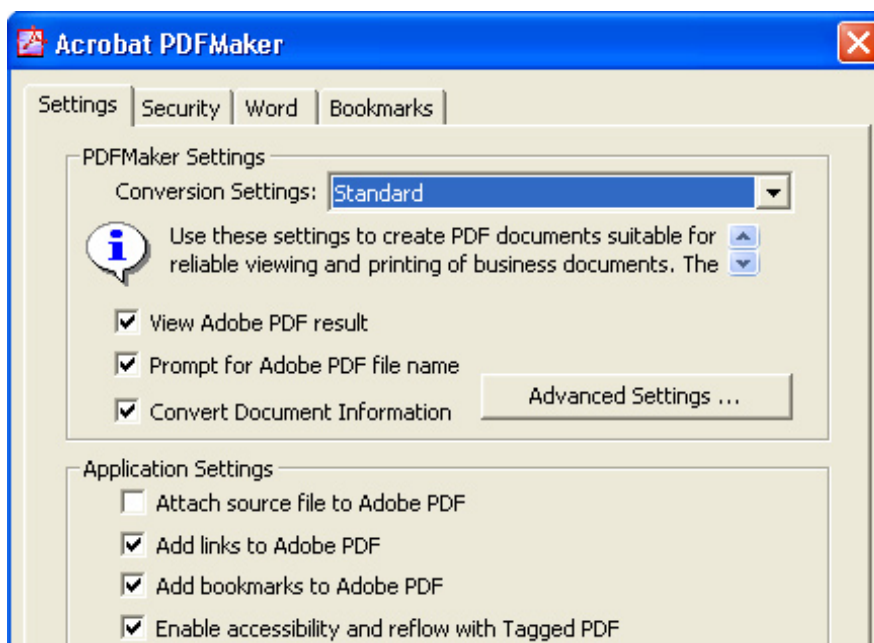 Acrobat PDFMaker
Settings Security Word Bookmarks
PDFMaker Settings
Conversion Settings: Standard
Use these settings to create PDF documents suitable for
reliable viewing and printing of business documents. The
View Adobe PDF result
Prompt for Adobe PDF file name
Advanced Settings ...
Convert Document Information
Application Settings
Attach source file to Adobe PDF
Add links to Adobe PDF
Add bookmarks to Adobe PDF
Enable accessibility and reflow with Tagged PDF